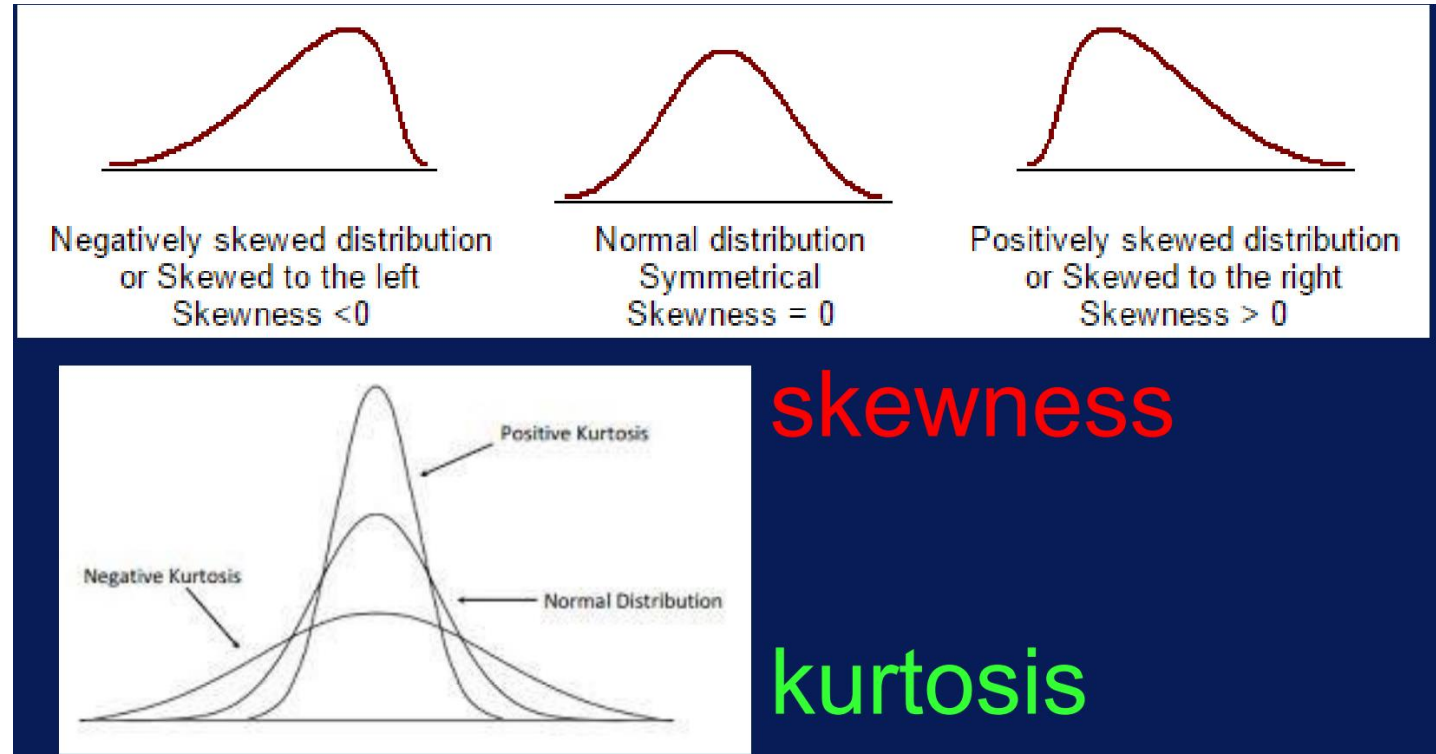 Negatively skewed distribution
or Skewed to the left
Skewness <0
Normal distribution
Symmetrical
Skewness = 0
Positively skewed distribution
or Skewed to the right
Skewness > 0
skewness
Positive Kurtosis
Negative Kurtosis
Normal Distribution
kurtosis